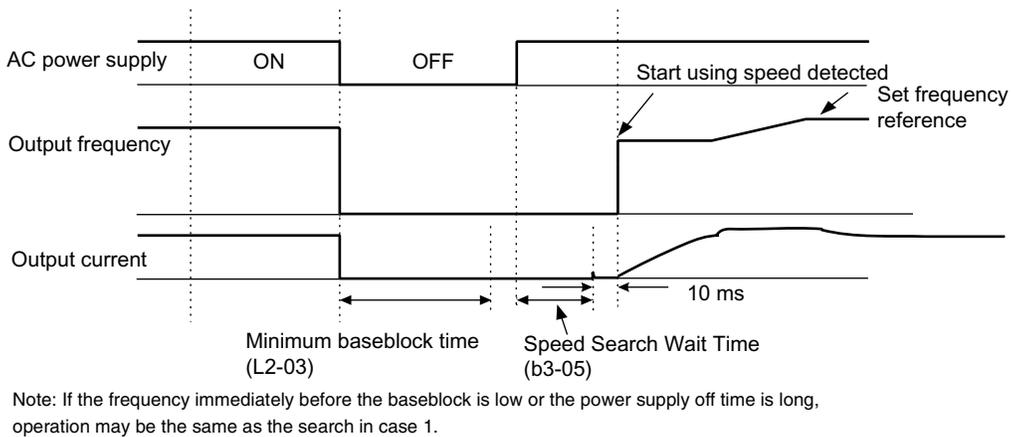 AC power supply
ON
OFF
Start using speed detected
Set frequency
reference
Output frequency
Output current
10 ms
Minimum baseblock time
(L2-03)
Speed Search Wait Time
(b3-05)
Note: If the frequency immediately before the baseblock is low or the power supply off time is long,
operation may be the same as the search in case 1.